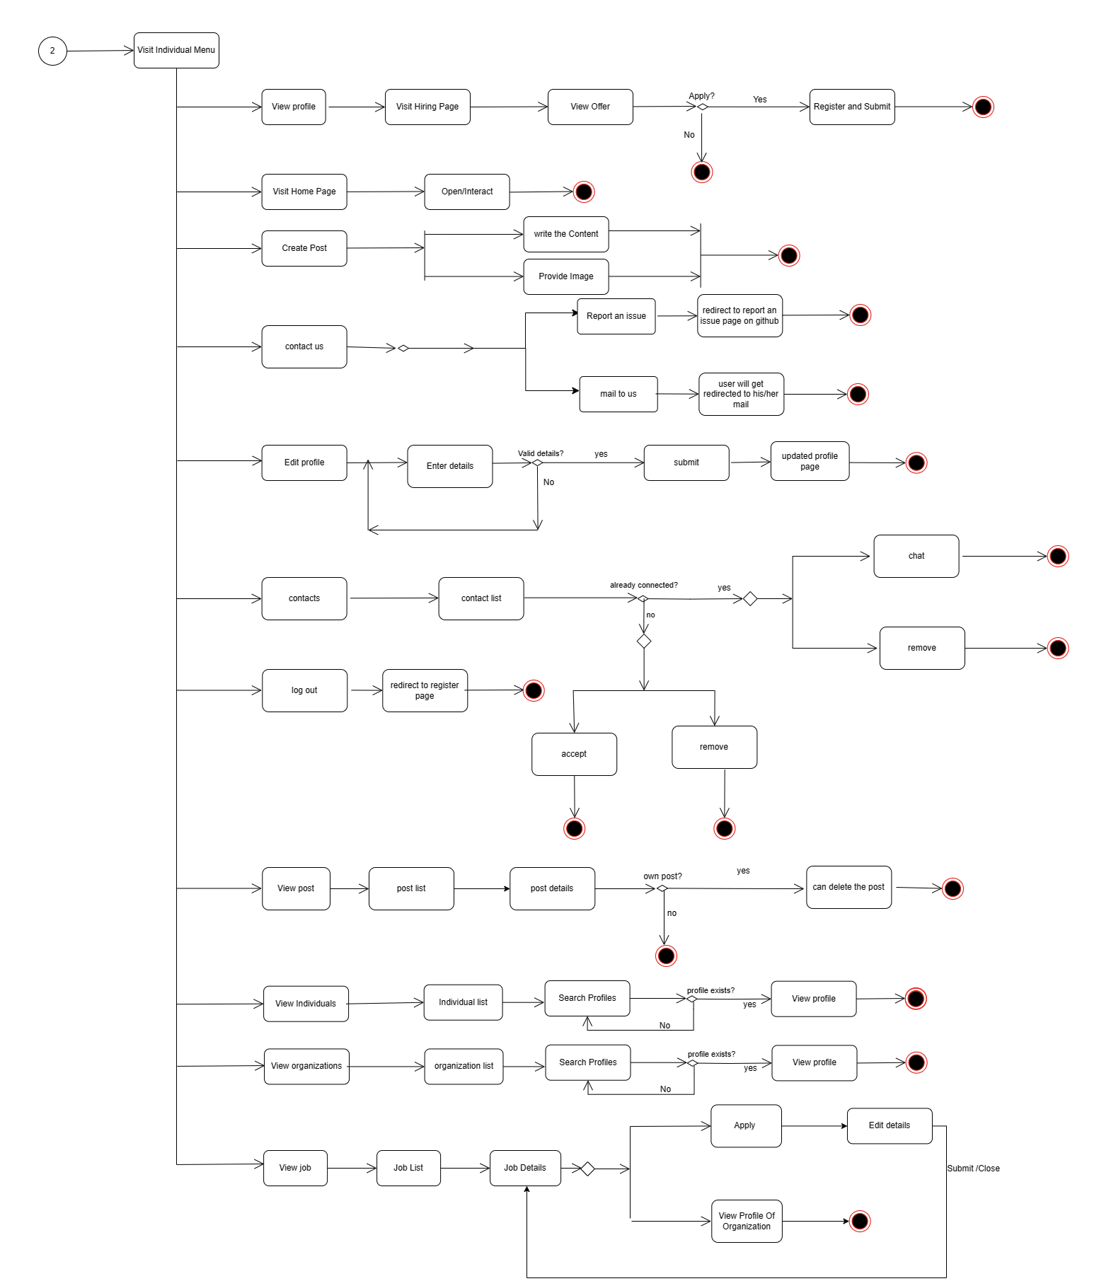 2
Visit Individual Menu
View profile
Visit Hiring Page
View Offer
Apply?
Yes
No
Register and Submit
Visit Home Page
Open/Interact
Create Post
write the Content
Provide Image
contact us
Report an issue
redirect to report an
issue page on github
mail to us
user will get
redirected to his/her
mail
Edit profile
Enter details
Valid details?
yes
No
submit
updated profile
page
contacts
contact list
already connected?
yes
no
chat
remove
log out
redirect to register
page
accept
remove
View post
post list
post details
own post?
yes
no
can delete the post
View Individuals
Individual list
Search Profiles
profile exists?
yes
No
View profile
View organizations
organization list
Search Profiles
profile exists?
yes
No
View profile
View job
Job List
Job Details
Apply
Edit details
Submit /Close
View Profile Of
Organization